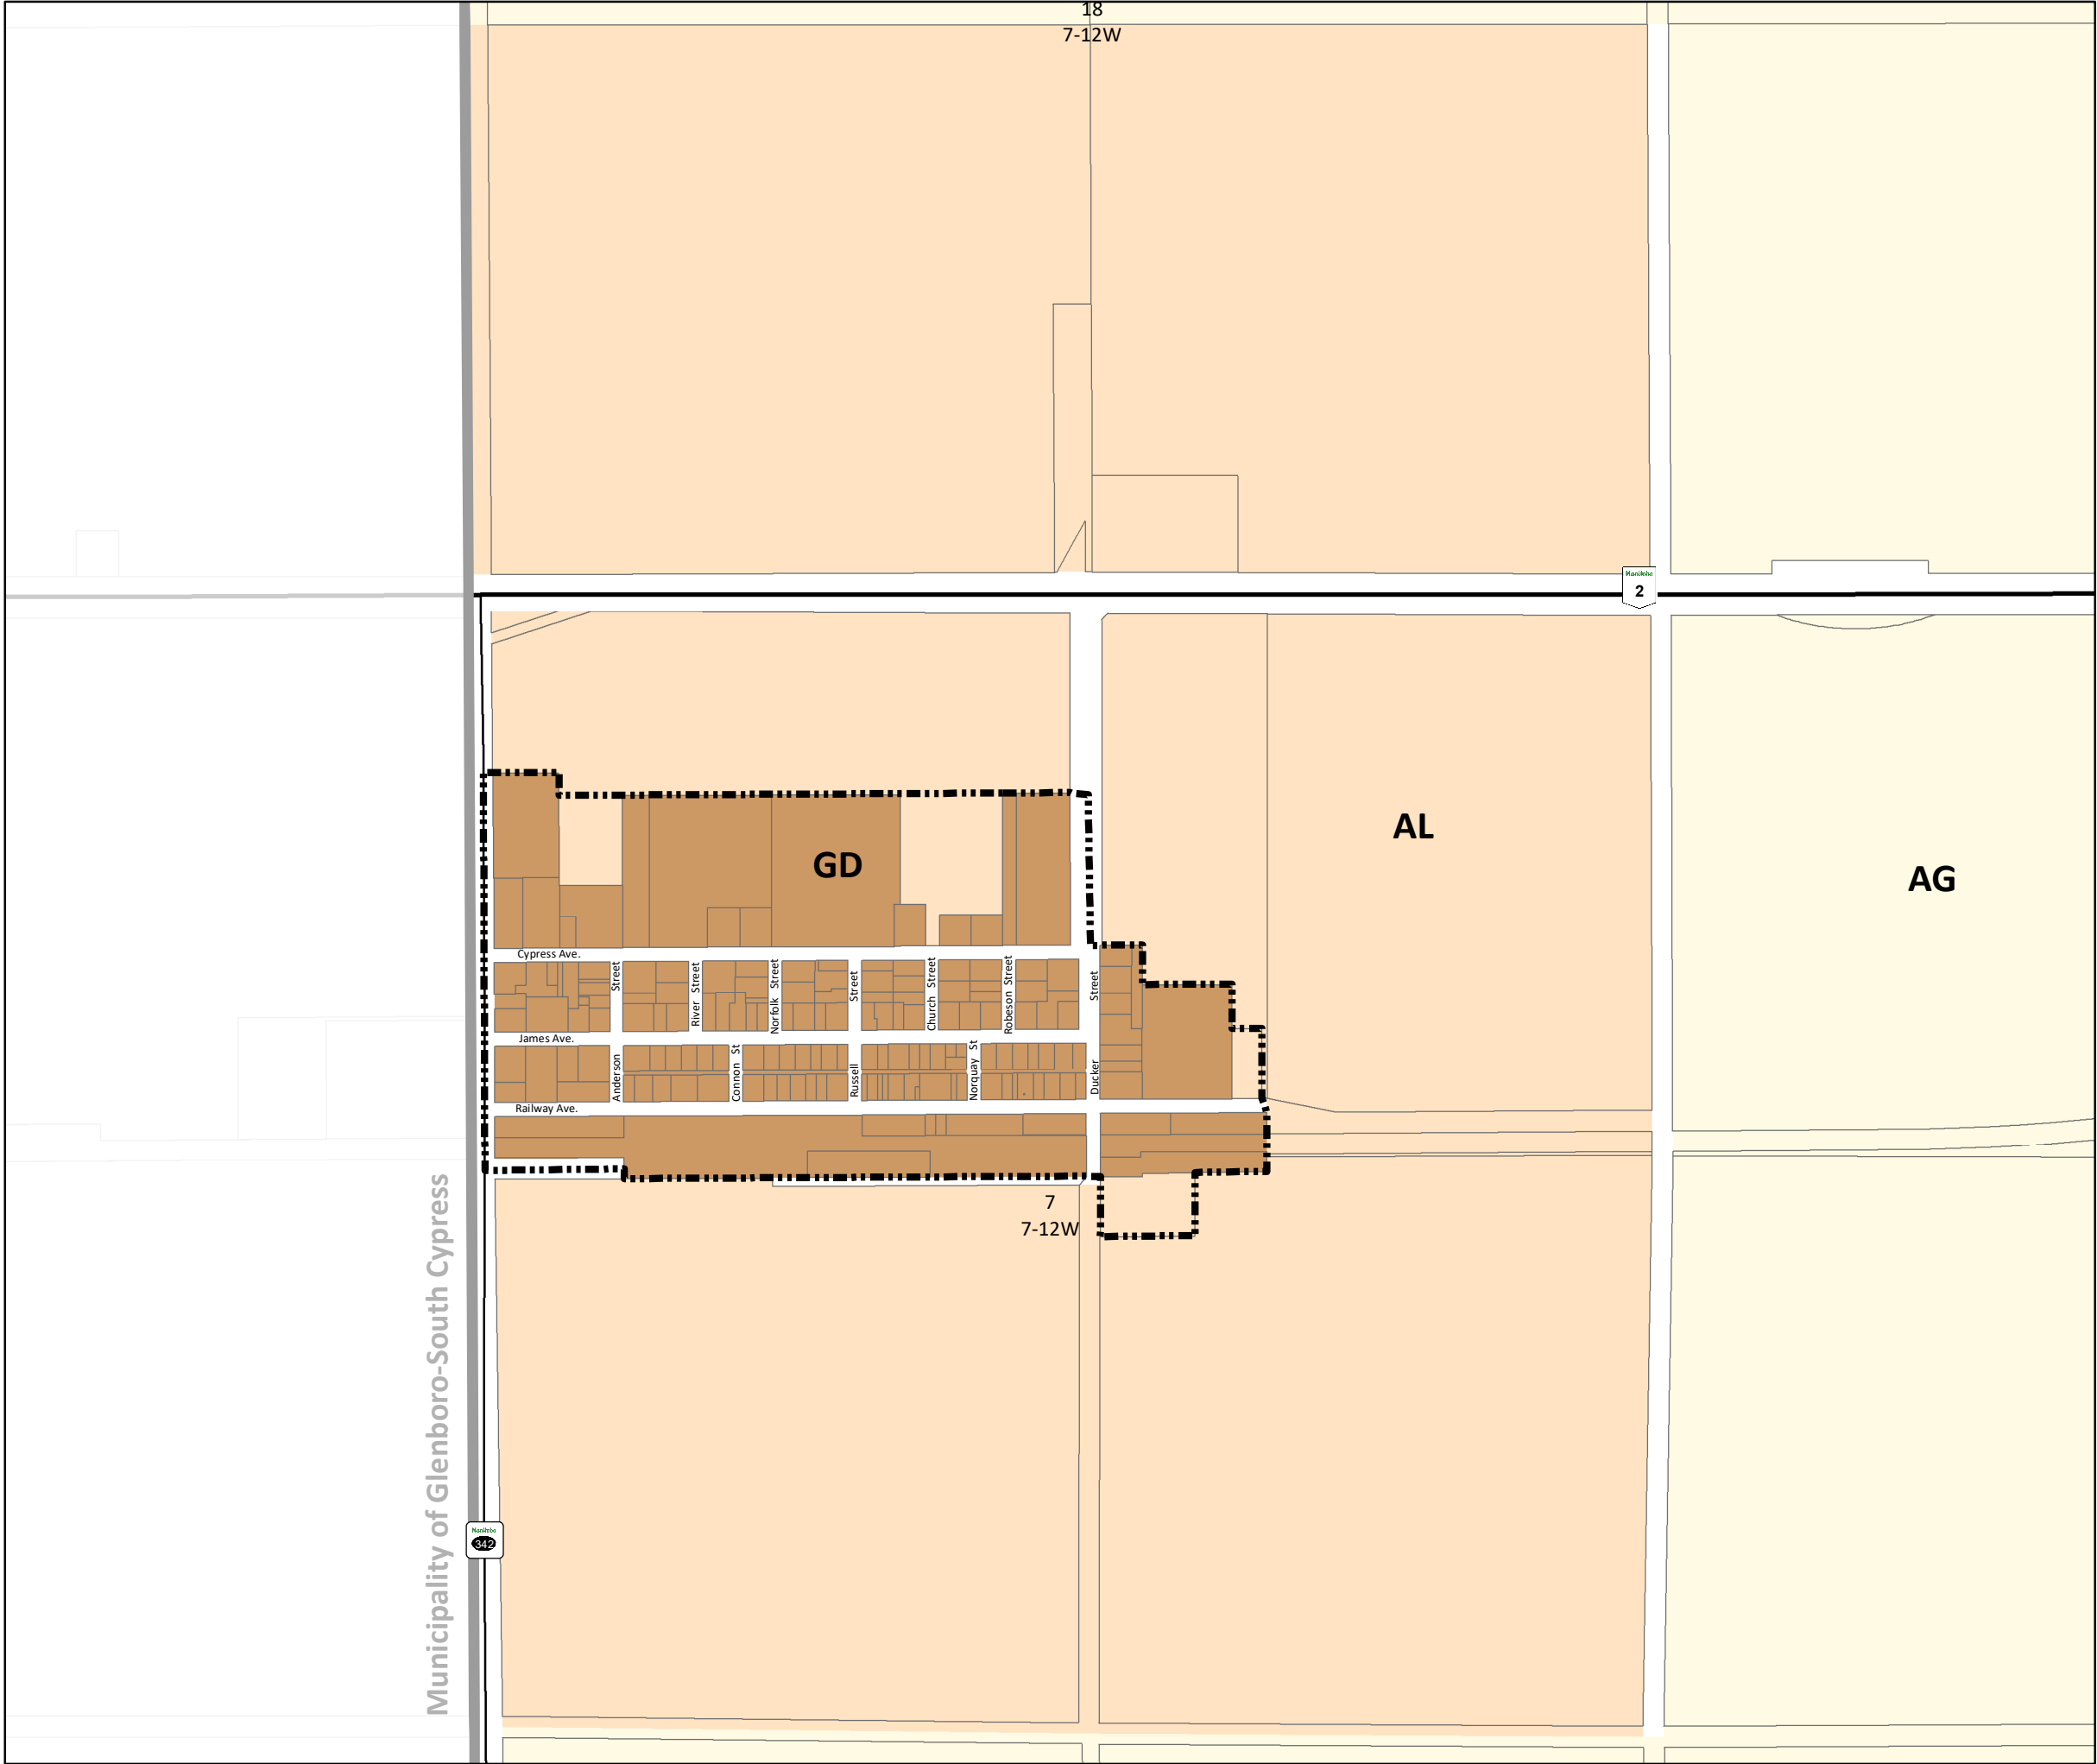 18
7-12W
Manitoba
2
AL
GD
AG
Cypress Ave.
Street
River Street
Norfolk Street
Street
Church Street
Robeson Street
Street
James Ave.
Anderson
Connon St
Russell
Norquay St
Ducker
Railway Ave.
7
7-12W
Municipality of Glenboro-South Cypress
Manitoba
342